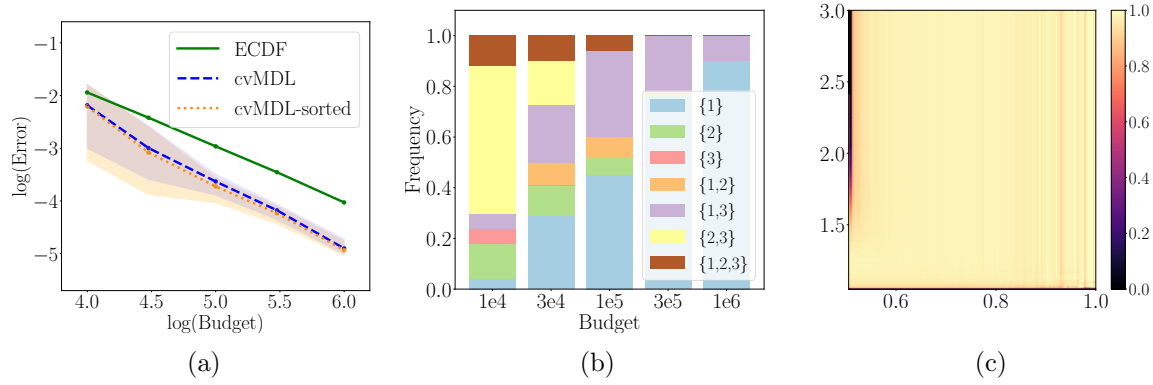 −1
−2
−3
−4
−5
log(Error)
4.0 4.5 5.0 5.5 6.0
log(Budget)
ECDF
cvMDL
cvMDL-sorted
(a)
1.0
0.8
0.6
0.4
0.2
0.0
Frequency
1e4 3e4 1e5 3e5 1e6
Budget
{1}
{2}
{3}
{1,2}
{1,3}
{2,3}
{1,2,3}
(b)
3.0
2.5
2.0
1.5
0.6 0.8 1.0
1.0
0.8
0.6
0.4
0.2
0.0
(c)